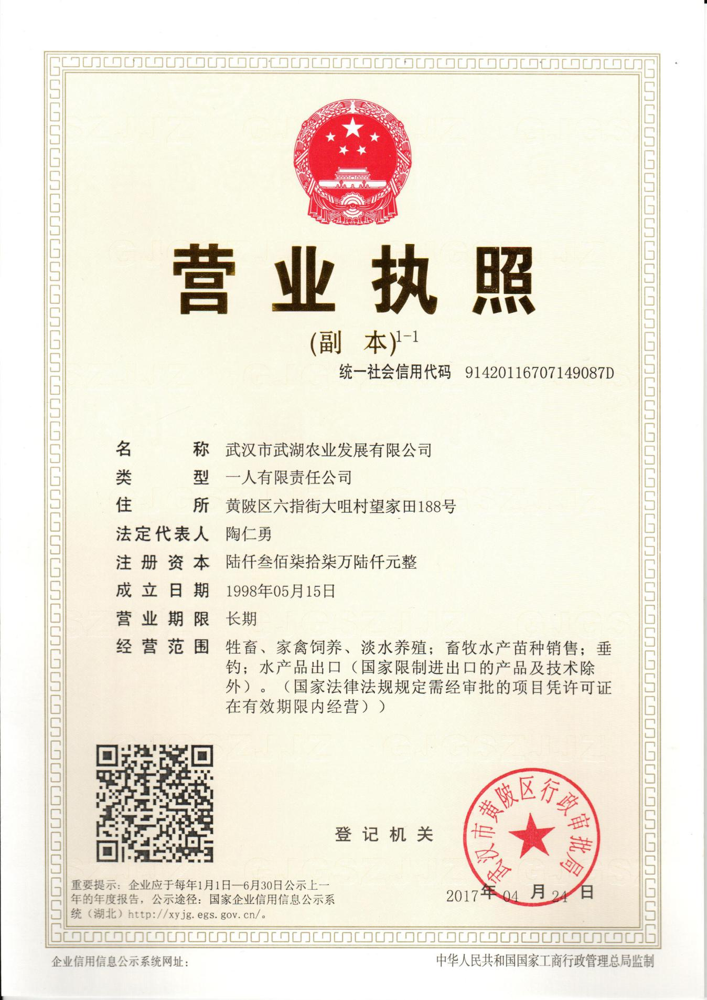 营业执照
(副 本)1-1
统一社会信用代码 91420116707149087D
名称 武汉市武湖农业发展有限公司
类型 一人有限责任公司
住所 黄陂区六指街大咀村望家田188号
法定代表人 陶仁勇
注册资本 陆仟叁佰柒拾柒万陆仟元整
成立日期 1998年05月15日
营业期限 长期
经营范围 牲畜、家禽饲养、淡水养殖；畜牧水产苗种销售；垂
钓；水产品出口（国家限制进出口的产品及技术除
外）。（国家法律法规规定需经审批的项目凭许可证
在有效期限内经营））
登记机关
武汉市黄陂区行政审批局
2017年04月24日
重要提示：企业应于每年1月1日—6月30日公示上一
年的年度报告，公示途径：国家企业信用信息公示系
统（湖北）http://xyjg.egs.gov.cn/。
企业信用信息公示系统网址：
中华人民共和国国家工商行政管理总局监制